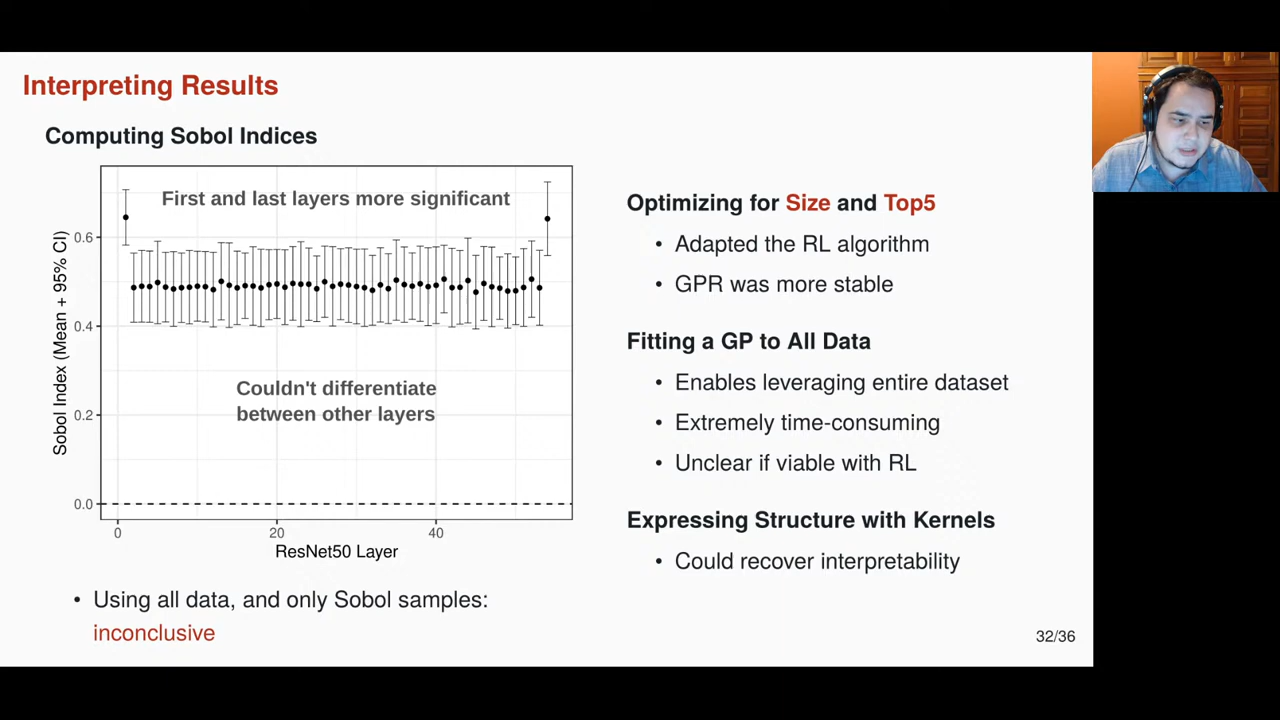 Interpreting Results
Computing Sobol Indices
First and last layers more significant
Couldn't differentiate
between other layers
Sobol Index (Mean + 95% CI)
0.6
0.4
0.2
0.0
0
20
40
ResNet50 Layer
• Using all data, and only Sobol samples:
inconclusive
Optimizing for Size and Top5
• Adapted the RL algorithm
• GPR was more stable
Fitting a GP to All Data
• Enables leveraging entire dataset
• Extremely time-consuming
• Unclear if viable with RL
Expressing Structure with Kernels
• Could recover interpretability
32/36